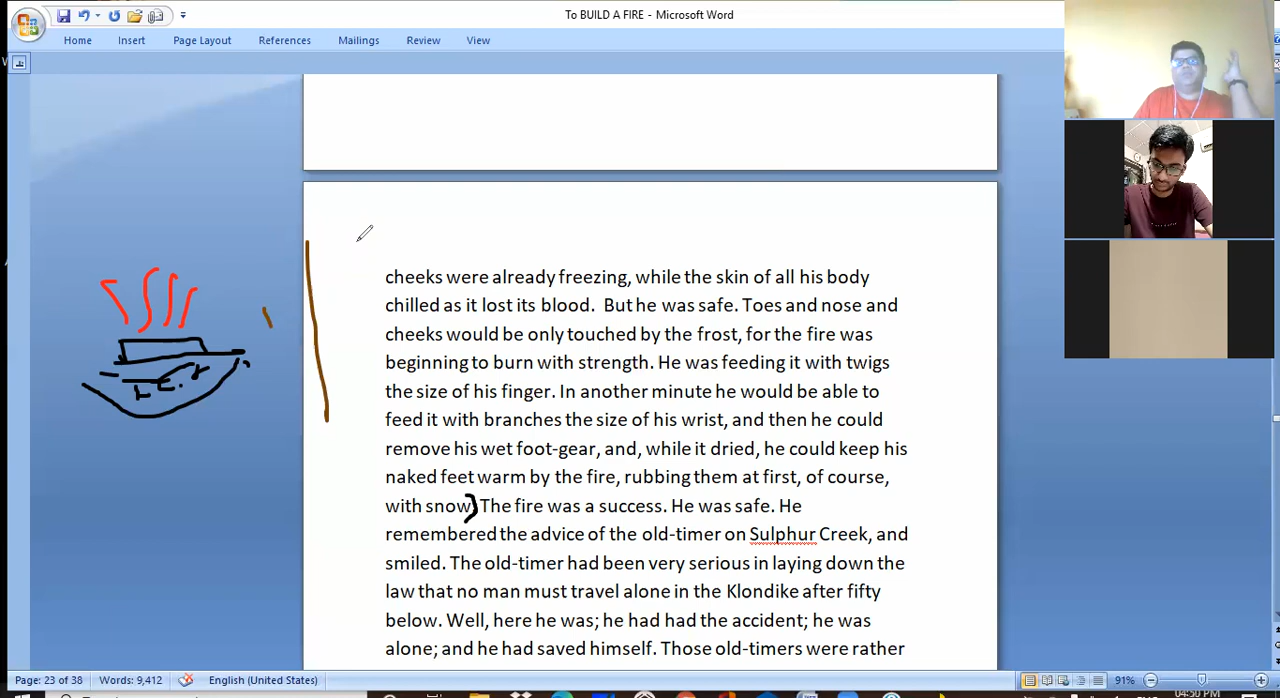 To BUILD A FIRE - Microsoft Word
Home Insert Page Layout References Mailings Review View
cheeks were already freezing, while the skin of all his body
chilled as it lost its blood.  But he was safe. Toes and nose and
cheeks would be only touched by the frost, for the fire was
beginning to burn with strength. He was feeding it with twigs
the size of his finger. In another minute he would be able to
feed it with branches the size of his wrist, and then he could
remove his wet foot-gear, and, while it dried, he could keep his
naked feet warm by the fire, rubbing them at first, of course,
with snow. The fire was a success. He was safe. He
remembered the advice of the old-timer on Sulphur Creek, and
smiled. The old-timer had been very serious in laying down the
law that no man must travel alone in the Klondike after fifty
below. Well, here he was; he had had the accident; he was
alone; and he had saved himself. Those old-timers were rather
Page: 23 of 38 Words: 9,412 English (United States) 91%
04:50 PM